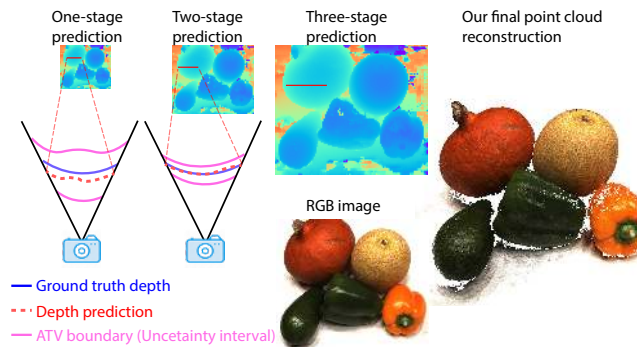 One-stage
prediction
Two-stage
prediction
Three-stage
prediction
Our final point cloud
reconstruction
RGB image
Ground truth depth
Depth prediction
ATV boundary (Uncetainty interval)